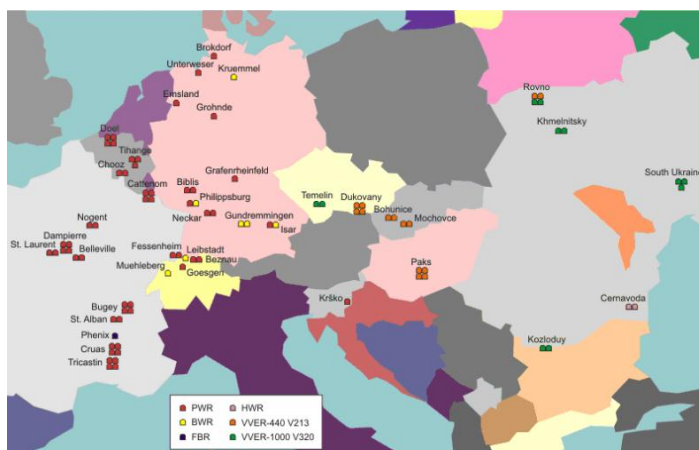 Brokdorf
Unterweser
Kruemmel
Emsland
Rovno
Grohnde
Khmelnitsky
Doel
Tihange
Chooz
Grafenrheinfeld
South Ukraine
Cattenom
Biblis
Philippsburg
Temelin
Dukovany
Bohunice
Mochovce
Nogent
Neckar
Gundremmingen
Isar
Dampierre
St. Laurent
Belleville
Fessenheim
Leibstadt
Beznau
Muehleberg
Goesgen
Paks
Krško
Cernavoda
Bugey
St. Alban
Phenix
Kozloduy
Cruas
Tricastin
PWR
HWR
BWR
VVER-440 V213
FBR
VVER-1000 V320